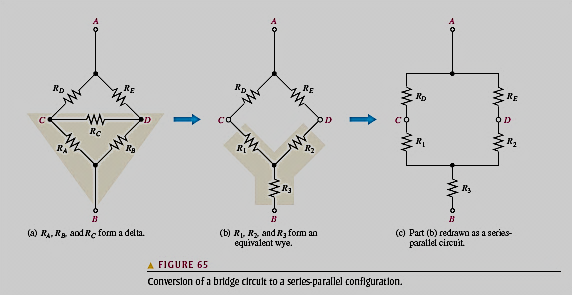 A
R_D
R_E
C
D
R_C
R_A
R_B
B
(a) R_A, R_B, and R_C form a delta.
A
R_D
R_E
C
D
R_1
R_2
R_3
B
(b) R_1, R_2, and R_3 form an
equivalent wye.
A
R_D
R_E
C
D
R_1
R_2
R_3
B
(c) Part (b) redrawn as a series-
parallel circuit.
▲ FIGURE 65
Conversion of a bridge circuit to a series-parallel configuration.